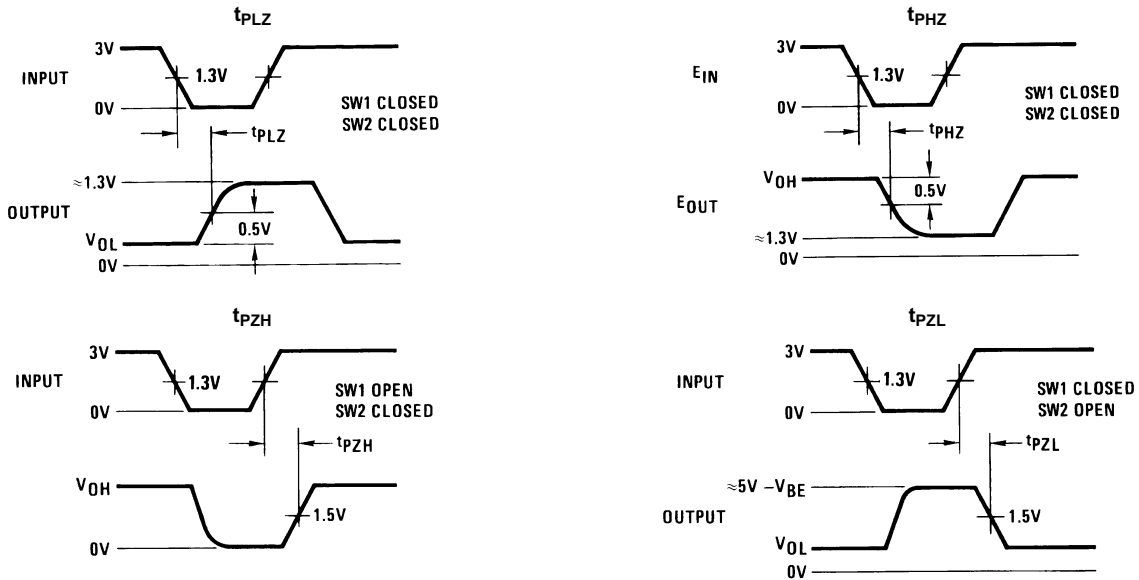 tPLZ
3V
INPUT
1.3V
0V
SW1 CLOSED
SW2 CLOSED
tPLZ
≈1.3V
OUTPUT
0.5V
VOL
0V
tPHZ
3V
EIN
1.3V
0V
SW1 CLOSED
SW2 CLOSED
tPHZ
VOH
0.5V
EOUT
≈1.3V
0V
tPZH
3V
INPUT
1.3V
0V
SW1 OPEN
SW2 CLOSED
tPZH
VOH
1.5V
0V
tPZL
3V
INPUT
1.3V
0V
SW1 CLOSED
SW2 OPEN
tPZL
≈5V –VBE
OUTPUT
1.5V
VOL
0V